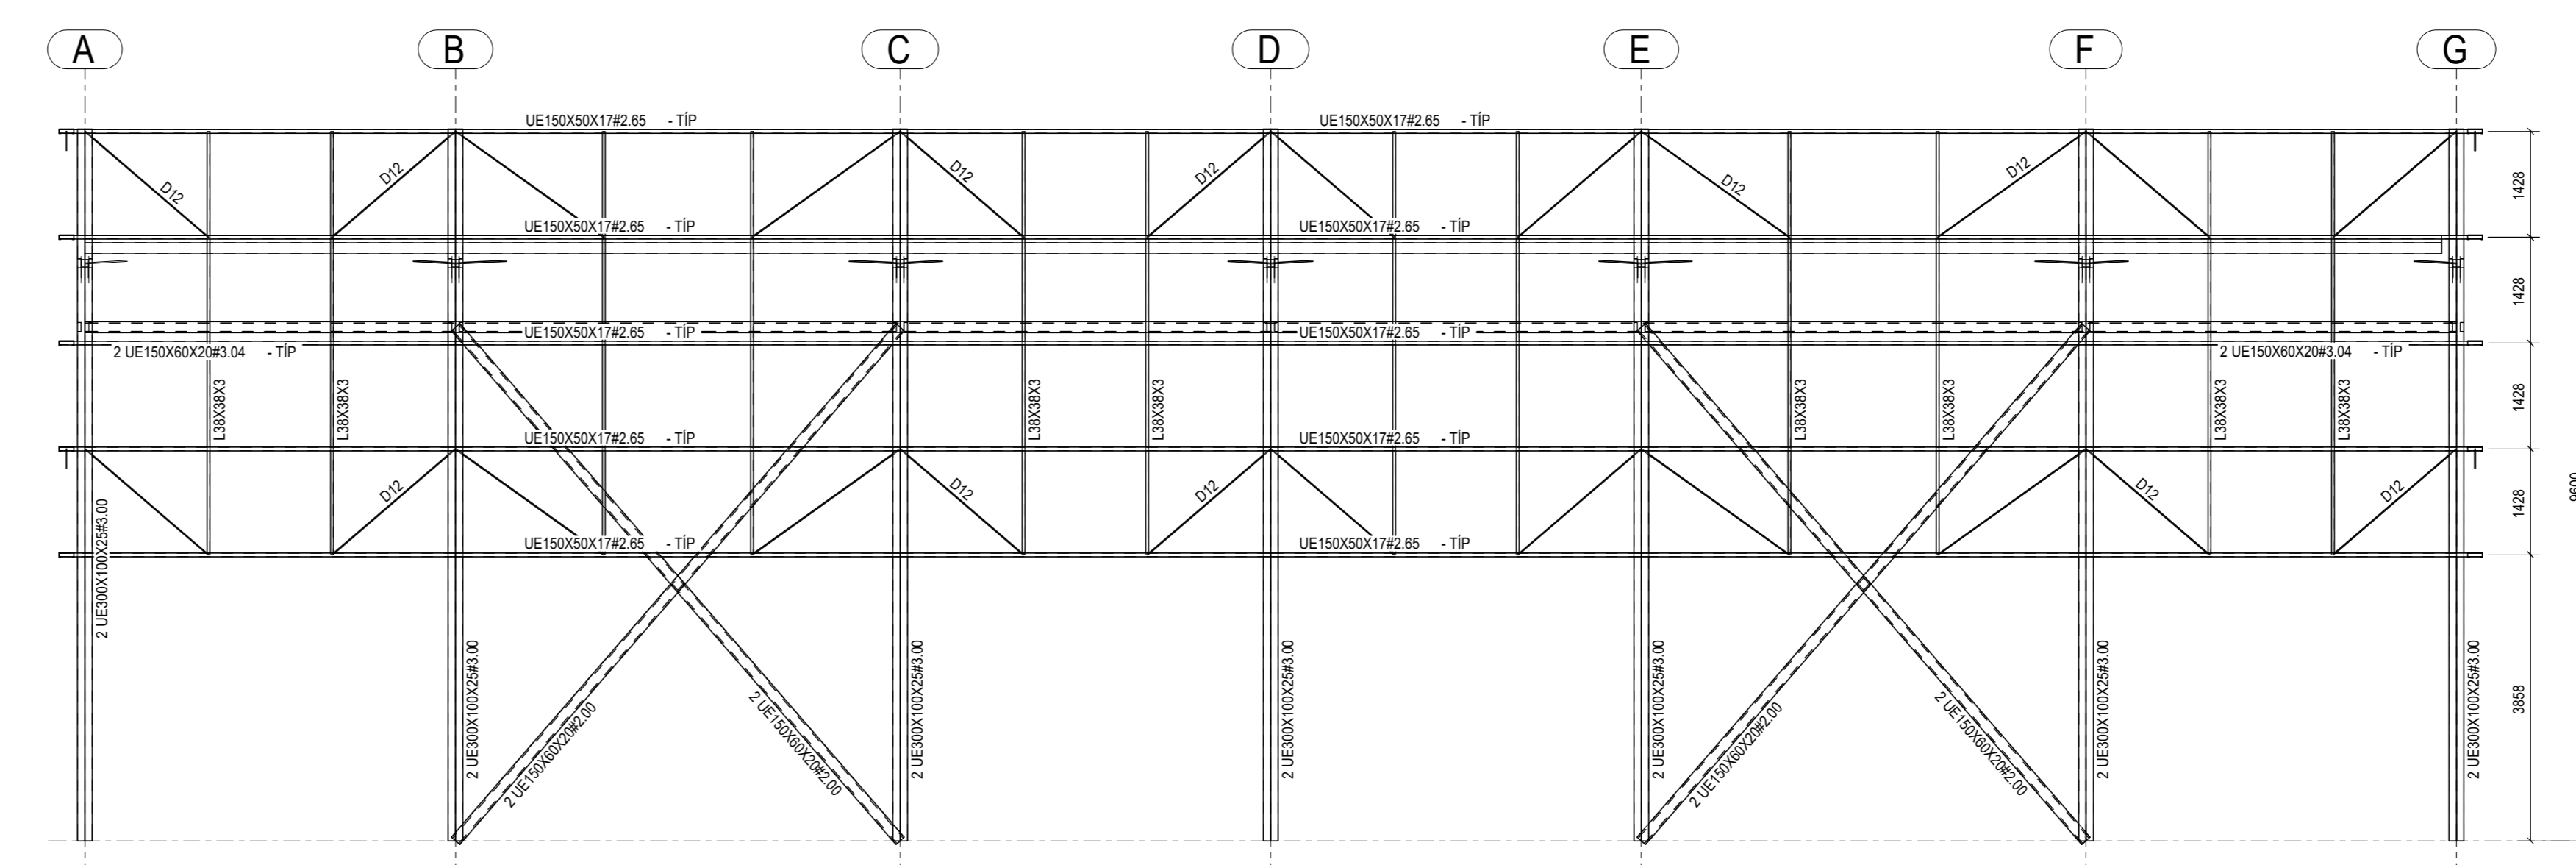 A B C D E F G
UE150X50X17#2.65 - TÍP UE150X50X17#2.65 - TÍP
D12 D12 D12 D12 D12 D12
1428
UE150X50X17#2.65 - TÍP UE150X50X17#2.65 - TÍP
1428
UE150X50X17#2.65 - TÍP UE150X50X17#2.65 - TÍP
2 UE150X60X20#3.04 - TÍP 2 UE150X60X20#3.04 - TÍP
L38X38X3 L38X38X3 L38X38X3 L38X38X3 L38X38X3 L38X38X3 L38X38X3 L38X38X3
1428
UE150X50X17#2.65 - TÍP UE150X50X17#2.65 - TÍP
D12 D12 D12 D12 D12
1428
9600
UE150X50X17#2.65 - TÍP UE150X50X17#2.65 - TÍP
2 UE300X100X25#3.00
2 UE300X100X25#3.00 2 UE300X100X25#3.00 2 UE300X100X25#3.00 2 UE300X100X25#3.00 2 UE300X100X25#3.00 2 UE300X100X25#3.00
3858
2 UE150X60X20#2.00 2 UE150X60X20#2.00 2 UE150X60X20#2.00 2 UE150X60X20#2.00